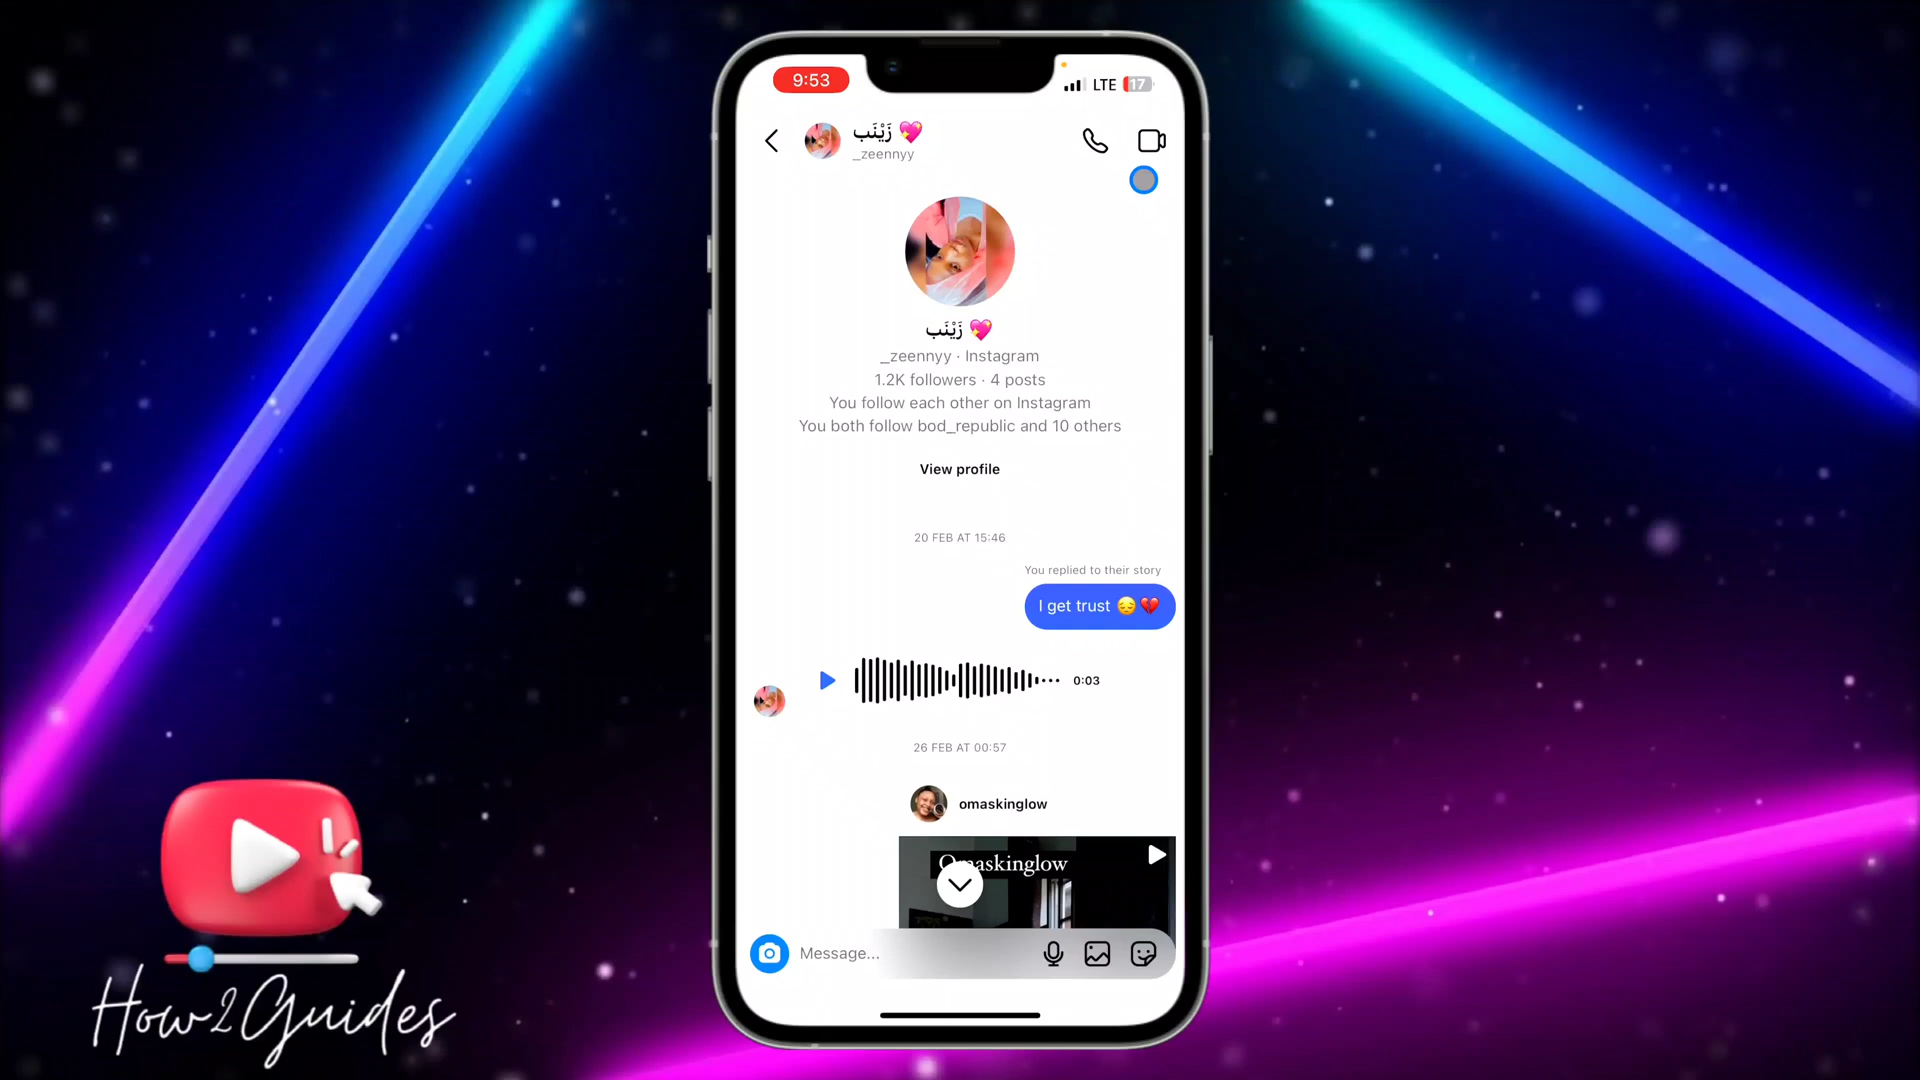 9:53
LTE 17
زَيْنَب 💖
_zeennyy
زَيْنَب 💖
_zeennyy · Instagram
1.2K followers · 4 posts
You follow each other on Instagram
You both follow bod_republic and 10 others
View profile
20 FEB AT 15:46
You replied to their story
I get trust 😔💔
0:03
26 FEB AT 00:57
omaskinglow
Omaskinglow
Message...
How2Guides